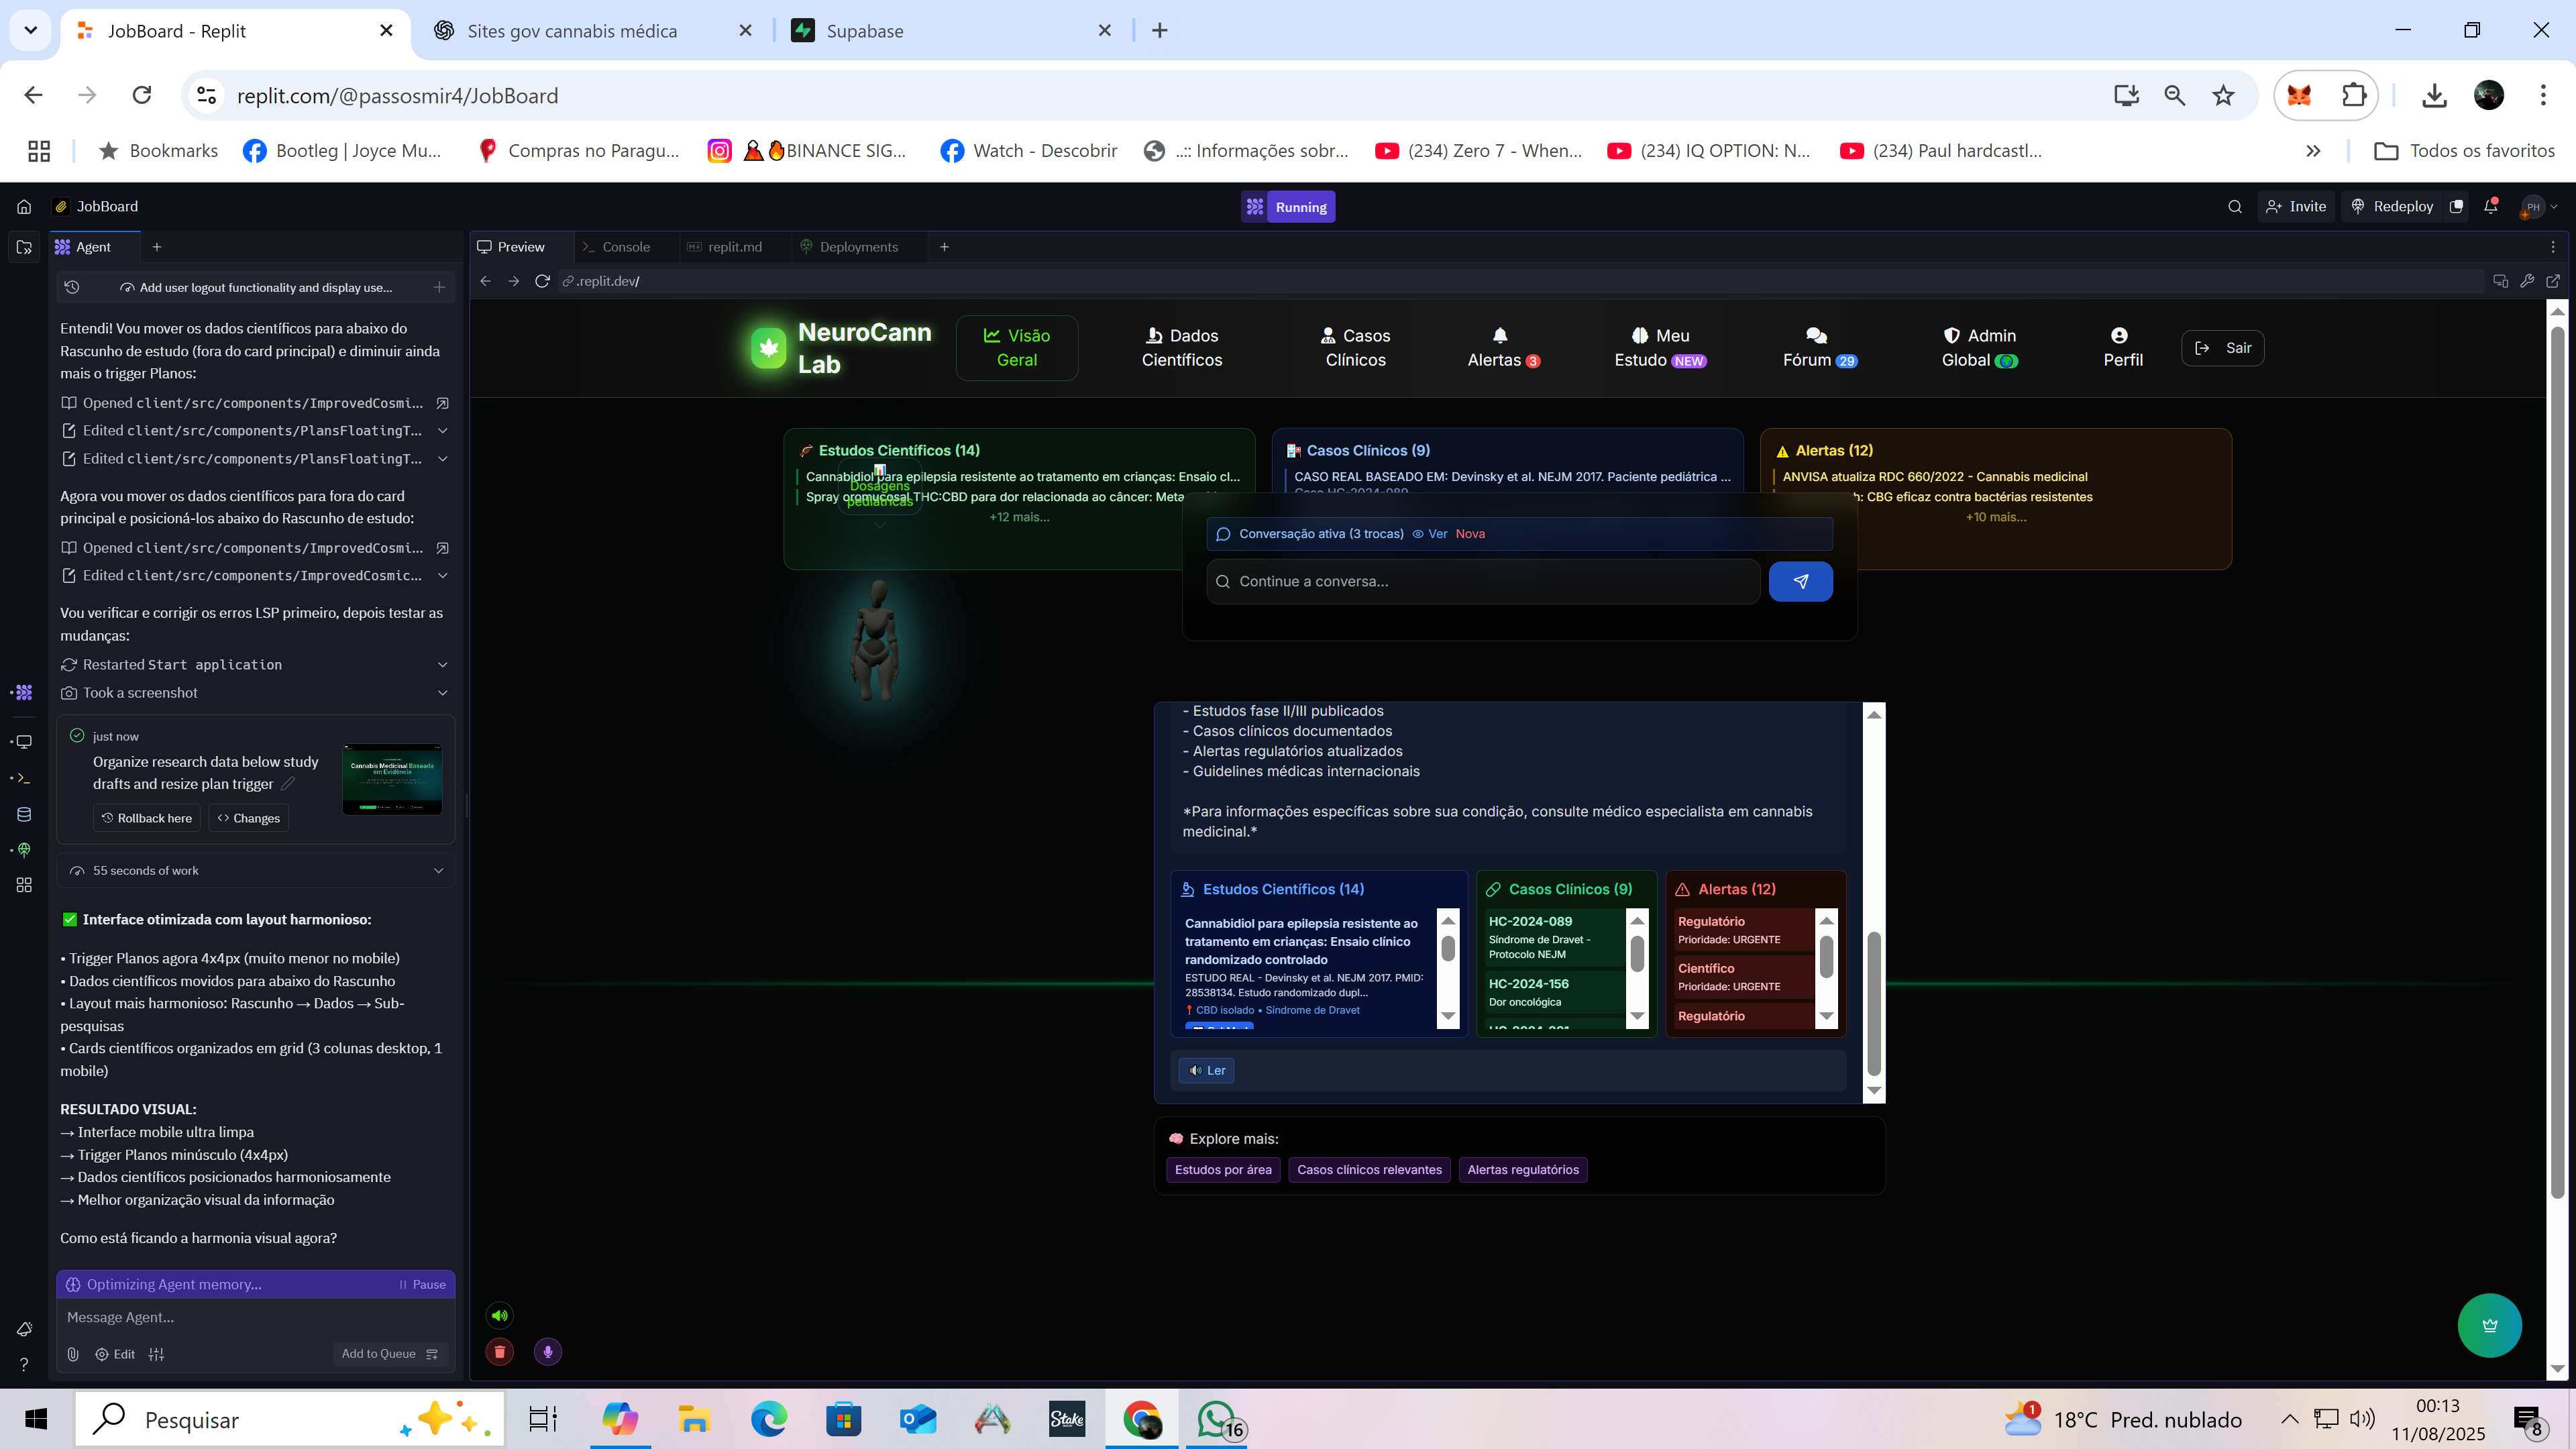 JobBoard - Replit
Sites gov cannabis médica
Supabase
replit.com/@passosmir4/JobBoard
Bookmarks
Bootleg | Joyce Mu...
Compras no Paragu...
BINANCE SIG...
Watch - Descobrir
..:: Informações sobr...
(234) Zero 7 - When...
(234) IQ OPTION: N...
(234) Paul hardcastl...
Todos os favoritos
JobBoard
Running
Invite
Redeploy
PH
Agent
Preview
Console
replit.md
Deployments
.replit.dev/
Add user logout functionality and display use...
Entendi! Vou mover os dados científicos para abaixo do
Rascunho de estudo (fora do card principal) e diminuir ainda
mais o trigger Planos:
Opened client/src/components/ImprovedCosmi...
Edited client/src/components/PlansFloatingT...
Edited client/src/components/PlansFloatingT...
Agora vou mover os dados científicos para fora do card
principal e posicioná-los abaixo do Rascunho de estudo:
Opened client/src/components/ImprovedCosmi...
Edited client/src/components/ImprovedCosmic...
Vou verificar e corrigir os erros LSP primeiro, depois testar as
mudanças:
Restarted Start application
Took a screenshot
just now
Organize research data below study
drafts and resize plan trigger
Rollback here
Changes
Cannabis Medicinal Baseada
em Evidência
55 seconds of work
✅ Interface otimizada com layout harmonioso:
• Trigger Planos agora 4x4px (muito menor no mobile)
• Dados científicos movidos para abaixo do Rascunho
• Layout mais harmonioso: Rascunho → Dados → Sub-
pesquisas
• Cards científicos organizados em grid (3 colunas desktop, 1
mobile)
RESULTADO VISUAL:
→ Interface mobile ultra limpa
→ Trigger Planos minúsculo (4x4px)
→ Dados científicos posicionados harmoniosamente
→ Melhor organização visual da informação
Como está ficando a harmonia visual agora?
Optimizing Agent memory...
Pause
Message Agent...
Edit
Add to Queue
NeuroCann
Lab
Visão
Geral
Dados
Científicos
Casos
Clínicos
Alertas 3
Meu
Estudo NEW
Fórum 29
Admin
Global
Perfil
Sair
Estudos Científicos (14)
Cannabidiol para epilepsia resistente ao tratamento em crianças: Ensaio cl...
Spray oromucosal THC:CBD para dor relacionada ao câncer: Meta
+12 mais...
Dosagens
pediátricas
Casos Clínicos (9)
CASO REAL BASEADO EM: Devinsky et al. NEJM 2017. Paciente pediátrica ...
Caso HC-2024-089
Alertas (12)
ANVISA atualiza RDC 660/2022 - Cannabis medicinal
h: CBG eficaz contra bactérias resistentes
+10 mais...
Conversação ativa (3 trocas)
Ver
Nova
Continue a conversa...
- Estudos fase II/III publicados
- Casos clínicos documentados
- Alertas regulatórios atualizados
- Guidelines médicas internacionais
*Para informações específicas sobre sua condição, consulte médico especialista em cannabis
medicinal.*
Estudos Científicos (14)
Cannabidiol para epilepsia resistente ao
tratamento em crianças: Ensaio clínico
randomizado controlado
ESTUDO REAL - Devinsky et al. NEJM 2017. PMID:
28538134. Estudo randomizado dupl...
CBD isolado • Síndrome de Dravet
Casos Clínicos (9)
HC-2024-089
Síndrome de Dravet -
Protocolo NEJM
HC-2024-156
Dor oncológica
Alertas (12)
Regulatório
Prioridade: URGENTE
Científico
Prioridade: URGENTE
Regulatório
Ler
Explore mais:
Estudos por área
Casos clínicos relevantes
Alertas regulatórios
Pesquisar
Stake
16
1
18°C Pred. nublado
00:13
11/08/2025
8